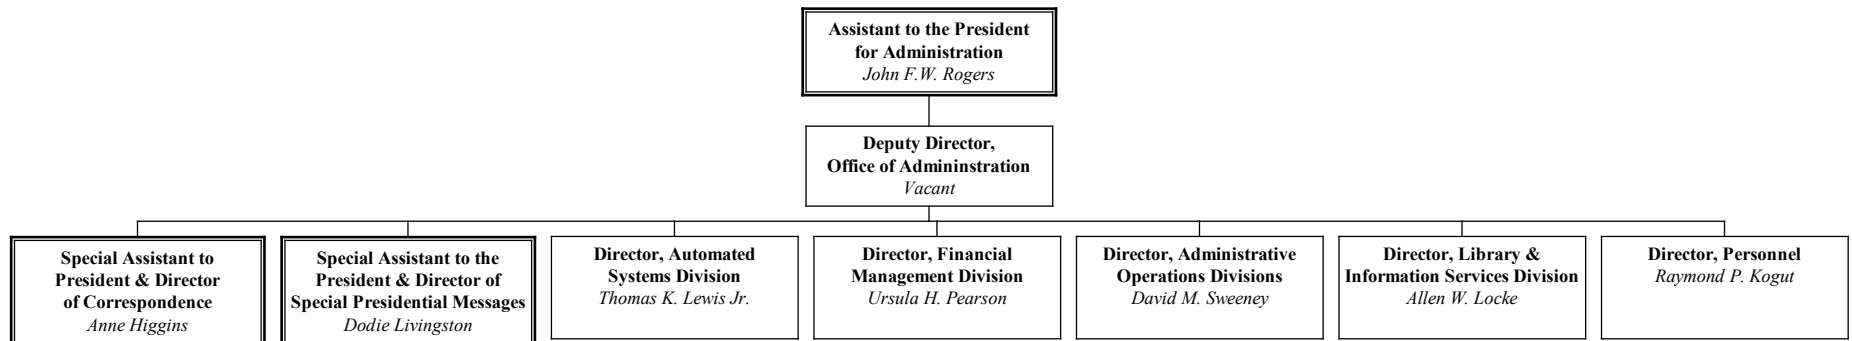 Assistant to the President
for Administration
John F.W. Rogers
Deputy Director,
Office of Admininstration
Vacant
Special Assistant to
President & Director
of Correspondence
Anne Higgins
Special Assistant to the
President & Director of
Special Presidential Messages
Dodie Livingston
Director, Automated
Systems Division
Thomas K. Lewis Jr.
Director, Financial
Management Division
Ursula H. Pearson
Director, Administrative
Operations Divisions
David M. Sweeney
Director, Library &
Information Services Division
Allen W. Locke
Director, Personnel
Raymond P. Kogut